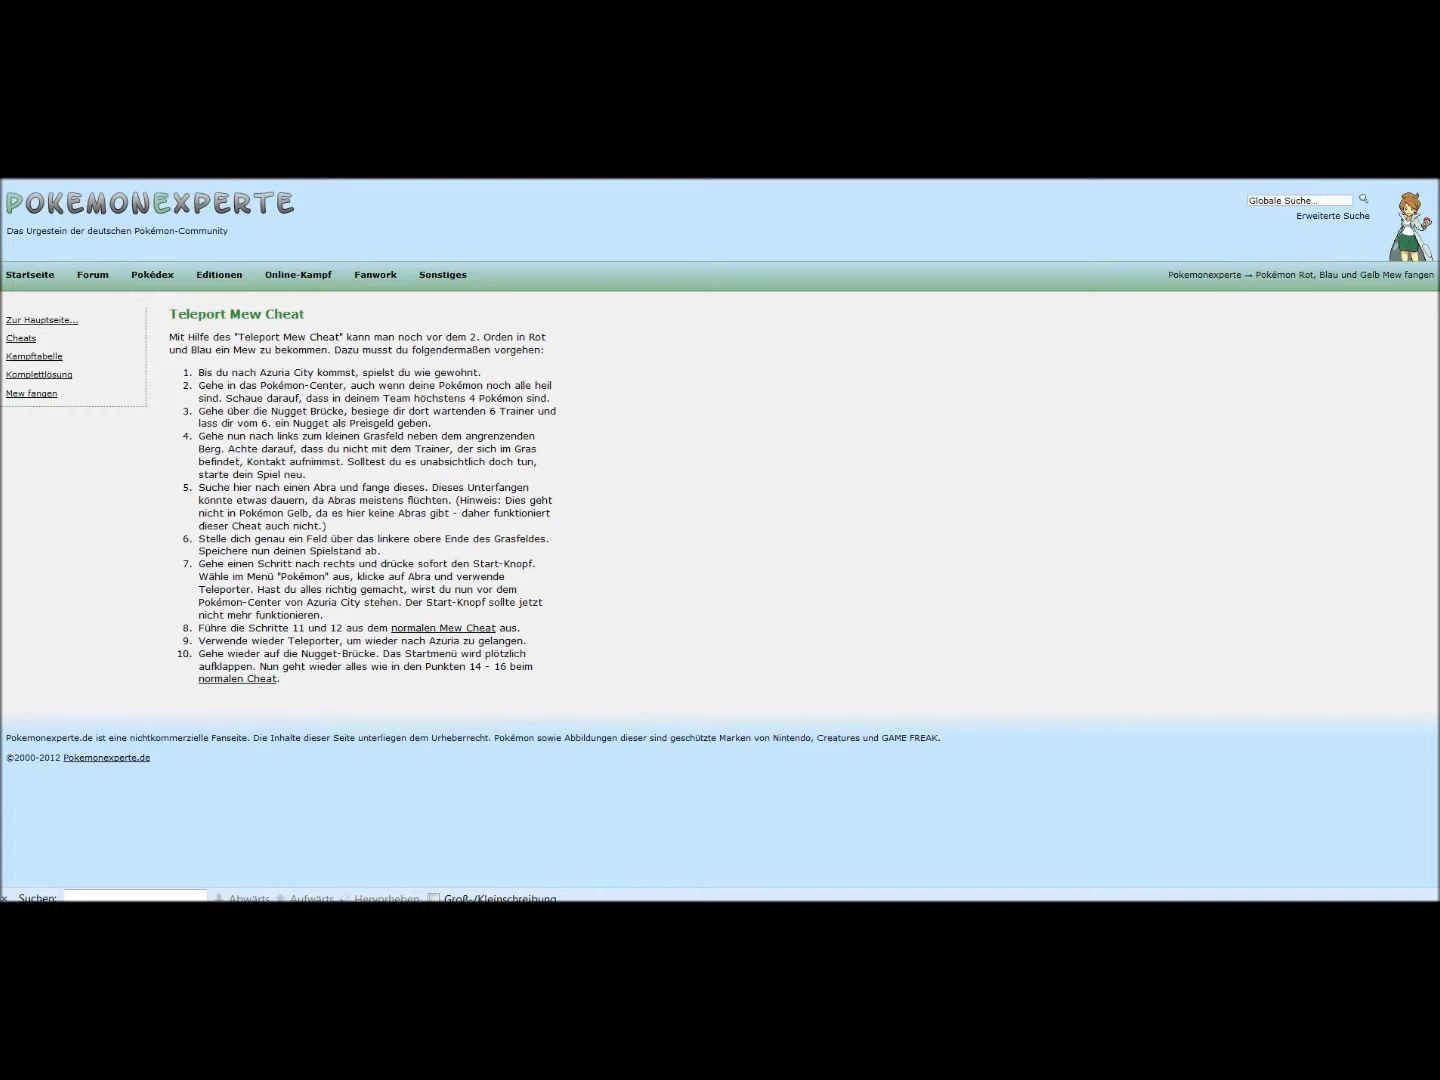 POKEMONEXPERTE
Das Urgestein der deutschen Pokémon-Community
Globale Suche...
Erweiterte Suche
Startseite Forum Pokédex Editionen Online-Kampf Fanwork Sonstiges
Pokemonexperte → Pokémon Rot, Blau und Gelb Mew fangen
Zur Hauptseite...
Cheats
Kampftabelle
Komplettlösung
Mew fangen
Teleport Mew Cheat
Mit Hilfe des "Teleport Mew Cheat" kann man noch vor dem 2. Orden in Rot
und Blau ein Mew zu bekommen. Dazu musst du folgendermaßen vorgehen:
1. Bis du nach Azuria City kommst, spielst du wie gewohnt.
2. Gehe in das Pokémon-Center, auch wenn deine Pokémon noch alle heil
sind. Schaue darauf, dass in deinem Team höchstens 4 Pokémon sind.
3. Gehe über die Nugget Brücke, besiege dir dort wartenden 6 Trainer und
lass dir vom 6. ein Nugget als Preisgeld geben.
4. Gehe nun nach links zum kleinen Grasfeld neben dem angrenzenden
Berg. Achte darauf, dass du nicht mit dem Trainer, der sich im Gras
befindet, Kontakt aufnimmst. Solltest du es unabsichtlich doch tun,
starte dein Spiel neu.
5. Suche hier nach einen Abra und fange dieses. Dieses Unterfangen
könnte etwas dauern, da Abras meistens flüchten. (Hinweis: Dies geht
nicht in Pokémon Gelb, da es hier keine Abras gibt - daher funktioniert
dieser Cheat auch nicht.)
6. Stelle dich genau ein Feld über das linkere obere Ende des Grasfeldes.
Speichere nun deinen Spielstand ab.
7. Gehe einen Schritt nach rechts und drücke sofort den Start-Knopf.
Wähle im Menü "Pokémon" aus, klicke auf Abra und verwende
Teleporter. Hast du alles richtig gemacht, wirst du nun vor dem
Pokémon-Center von Azuria City stehen. Der Start-Knopf sollte jetzt
nicht mehr funktionieren.
8. Führe die Schritte 11 und 12 aus dem normalen Mew Cheat aus.
9. Verwende wieder Teleporter, um wieder nach Azuria zu gelangen.
10. Gehe wieder auf die Nugget-Brücke. Das Startmenü wird plötzlich
aufklappen. Nun geht wieder alles wie in den Punkten 14 - 16 beim
normalen Cheat.
Pokemonexperte.de ist eine nichtkommerzielle Fanseite. Die Inhalte dieser Seite unterliegen dem Urheberrecht. Pokémon sowie Abbildungen dieser sind geschützte Marken von Nintendo, Creatures und GAME FREAK.
©2000-2012 Pokemonexperte.de
× Suchen: Abwärts Aufwärts Hervorheben Groß-/Kleinschreibung